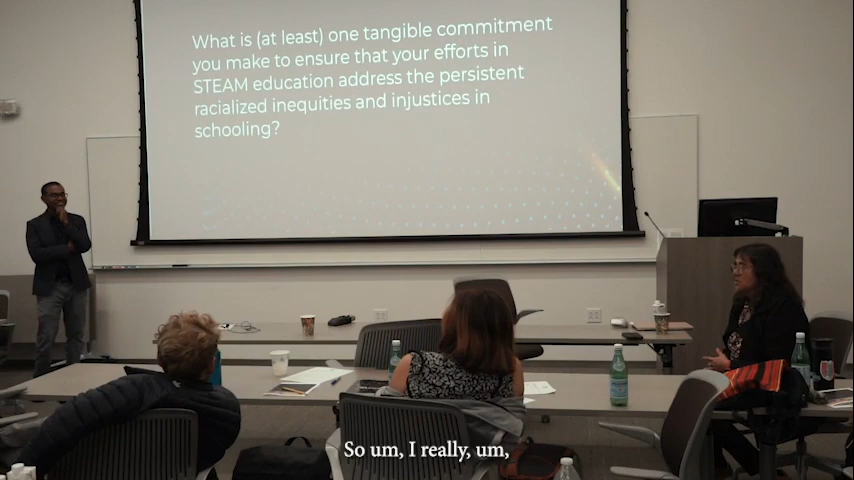 What is (at least) one tangible commitment
you make to ensure that your efforts in
STEAM education address the persistent
racialized inequities and injustices in
schooling?
So um, I really, um,